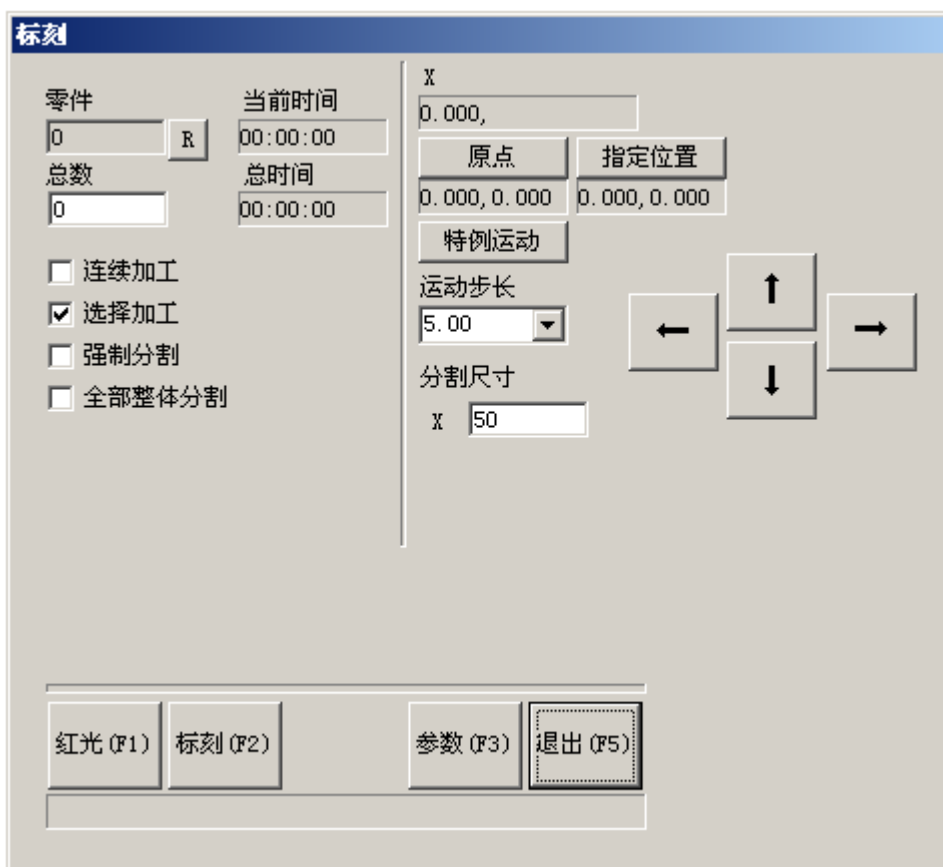 标刻
零件
当前时间
0
R
00:00:00
总数
总时间
0
00:00:00
连续加工
选择加工
强制分割
全部整体分割
X
0.000,
原点
指定位置
0.000,0.000
0.000,0.000
特例运动
运动步长
5.00
分割尺寸
X
50
红光(F1)
标刻(F2)
参数(F3)
退出(F5)